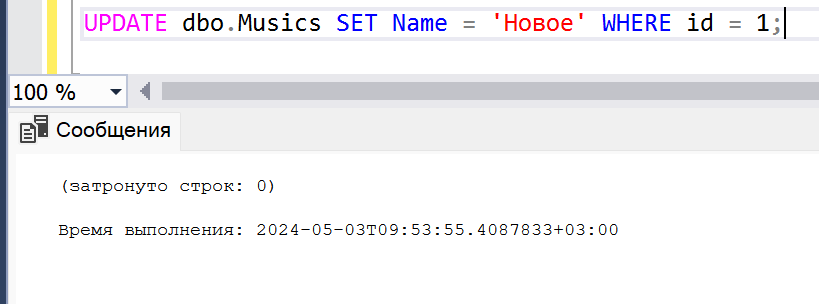 UPDATE dbo.Musics SET Name = 'Новое' WHERE id = 1;
100 %
Сообщения
(затронуто строк: 0)
Время выполнения: 2024-05-03T09:53:55.4087833+03:00